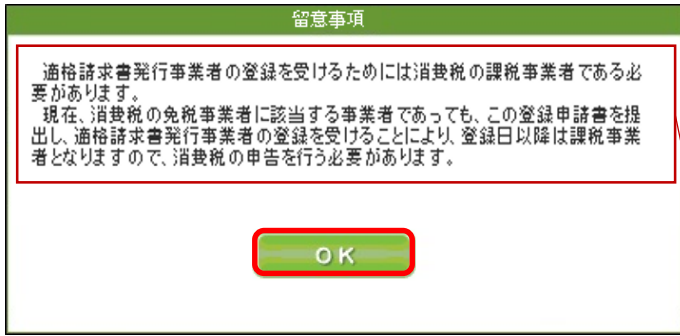 留意事項
適格請求書発行事業者の登録を受けるためには消費税の課税事業者である必
要があります。
現在、消費税の免税事業者に該当する事業者であっても、この登録申請書を提
出し、適格請求書発行事業者の登録を受けることにより、登録日以降は課税事業
者となりますので、消費税の申告を行う必要があります。
OK